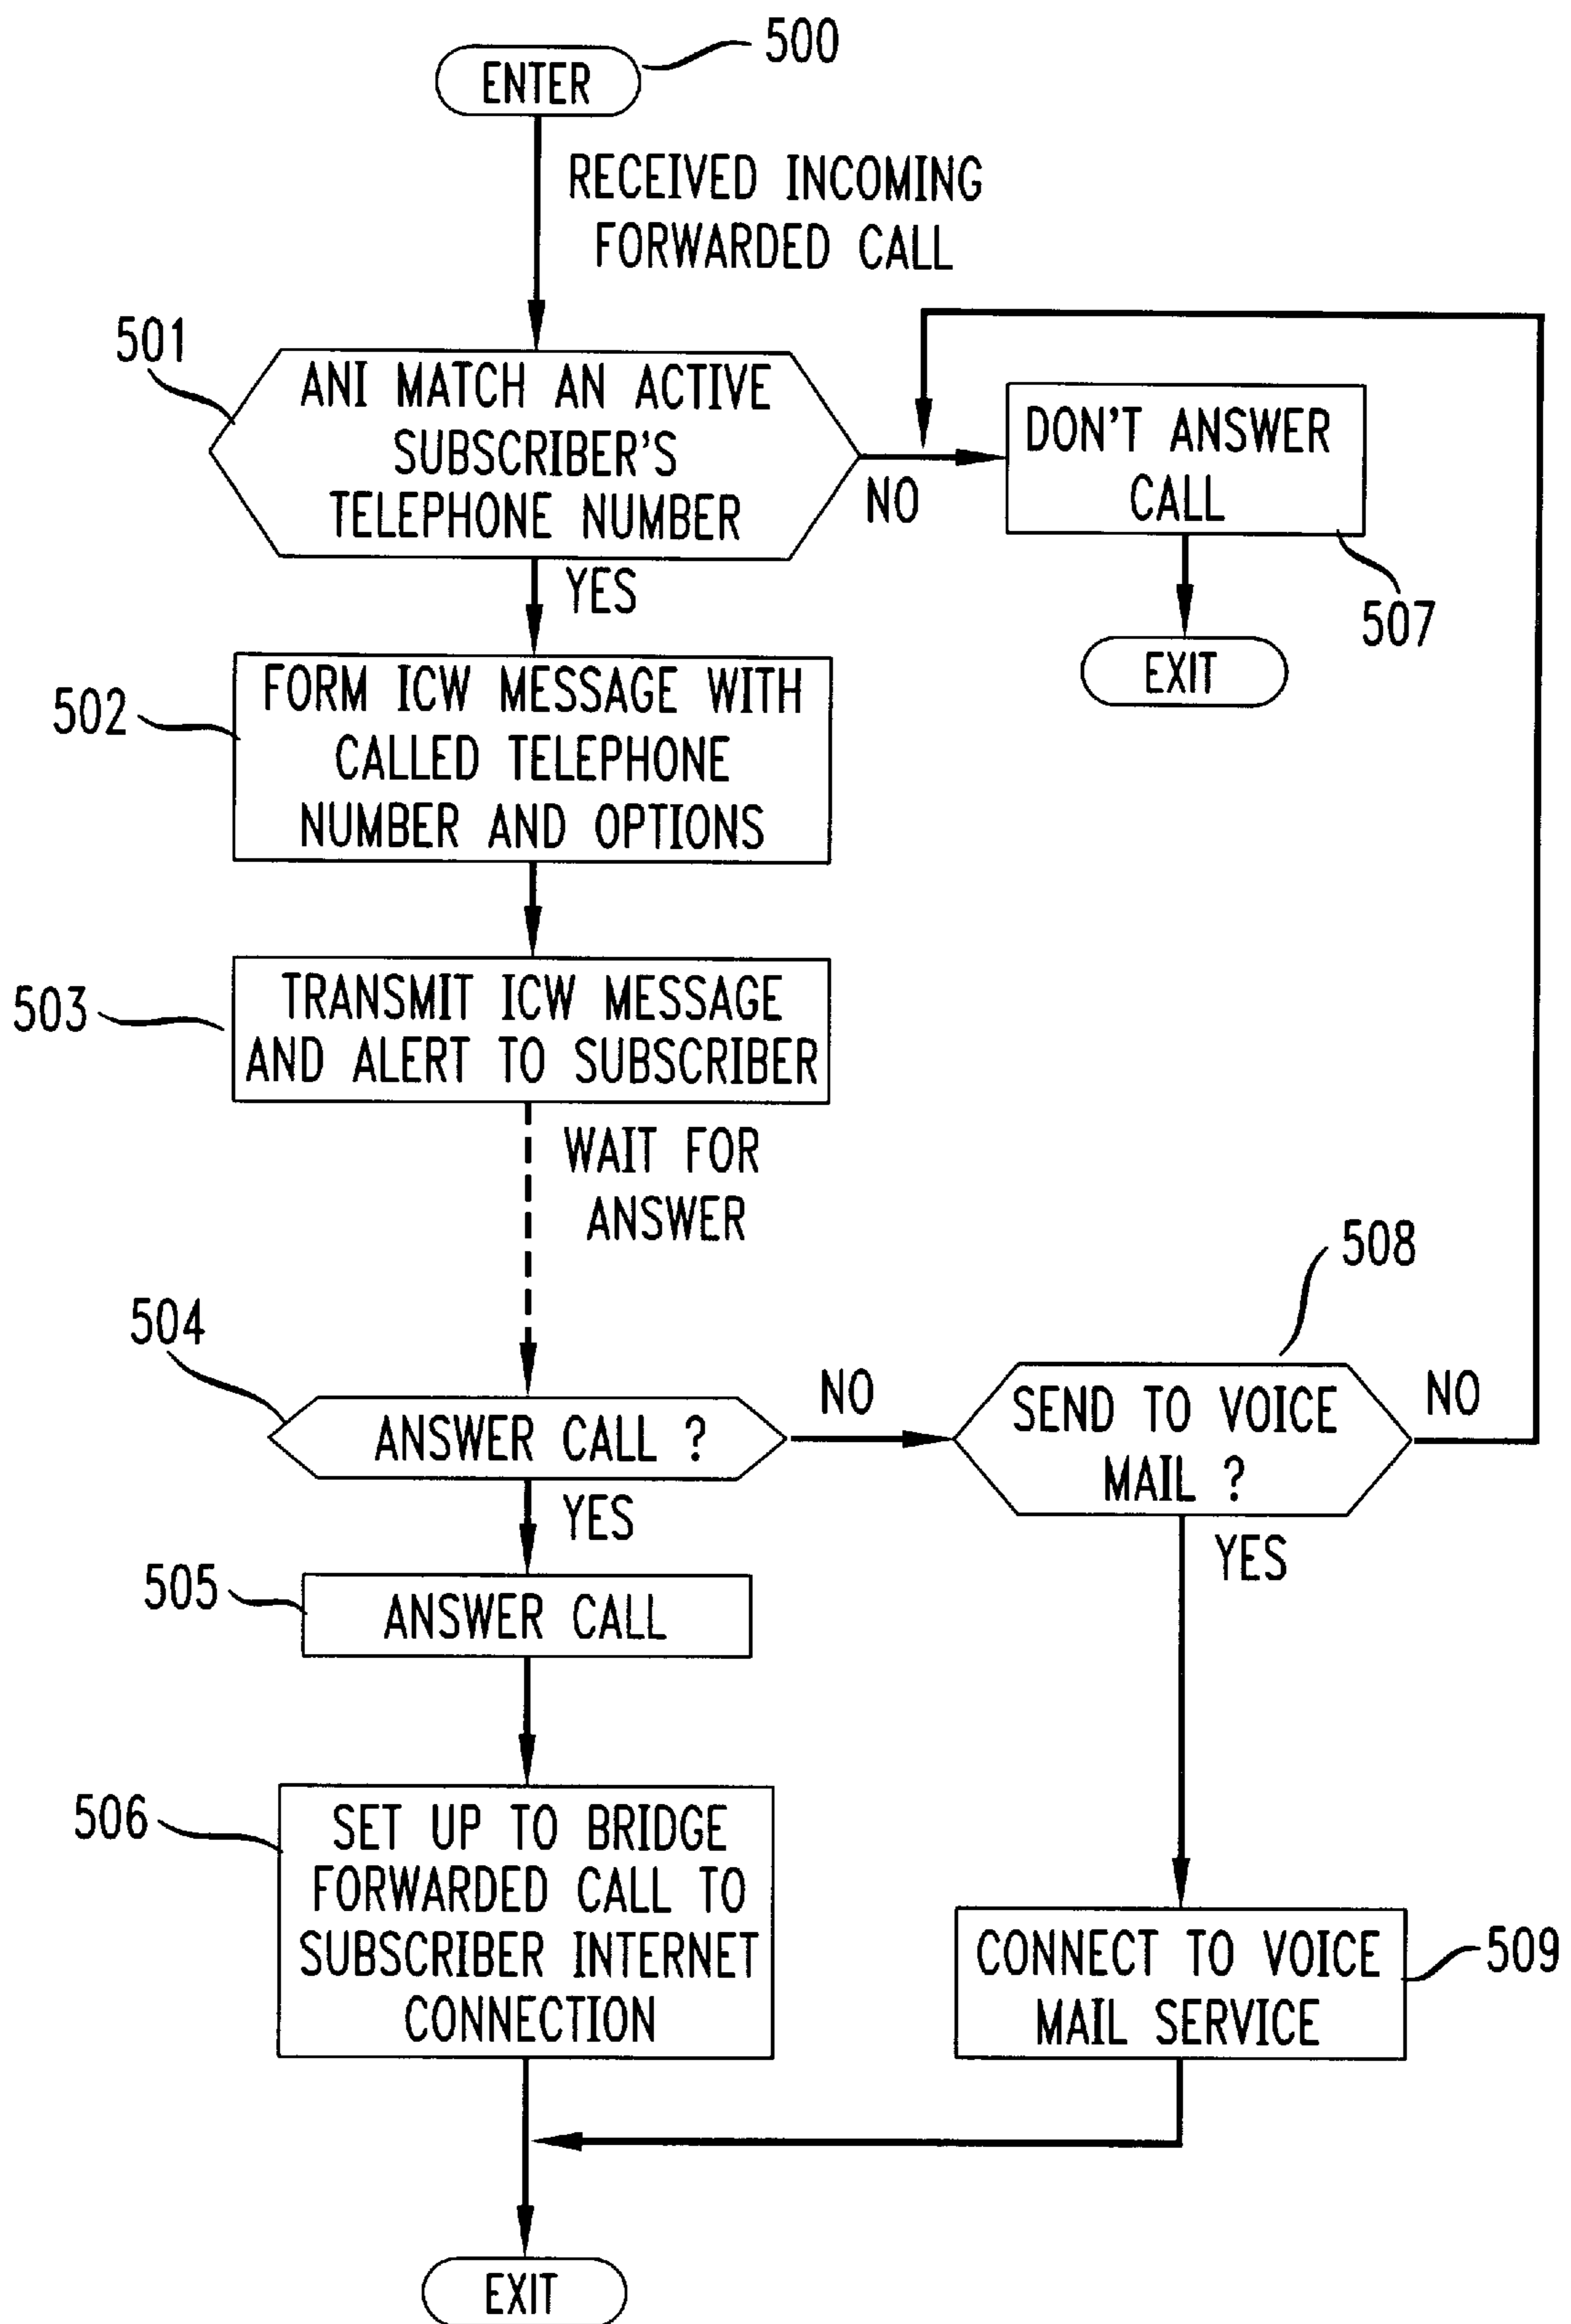 500
ENTER
RECEIVED INCOMING
FORWARDED CALL
501
ANI MATCH AN ACTIVE
SUBSCRIBER'S
TELEPHONE NUMBER
NO
DON'T ANSWER
CALL
507
EXIT
YES
502
FORM ICW MESSAGE WITH
CALLED TELEPHONE
NUMBER AND OPTIONS
503
TRANSMIT ICW MESSAGE
AND ALERT TO SUBSCRIBER
WAIT FOR
ANSWER
504
ANSWER CALL ?
NO
508
SEND TO VOICE
MAIL ?
NO
YES
YES
505
ANSWER CALL
506
SET UP TO BRIDGE
FORWARDED CALL TO
SUBSCRIBER INTERNET
CONNECTION
CONNECT TO VOICE
MAIL SERVICE
509
EXIT